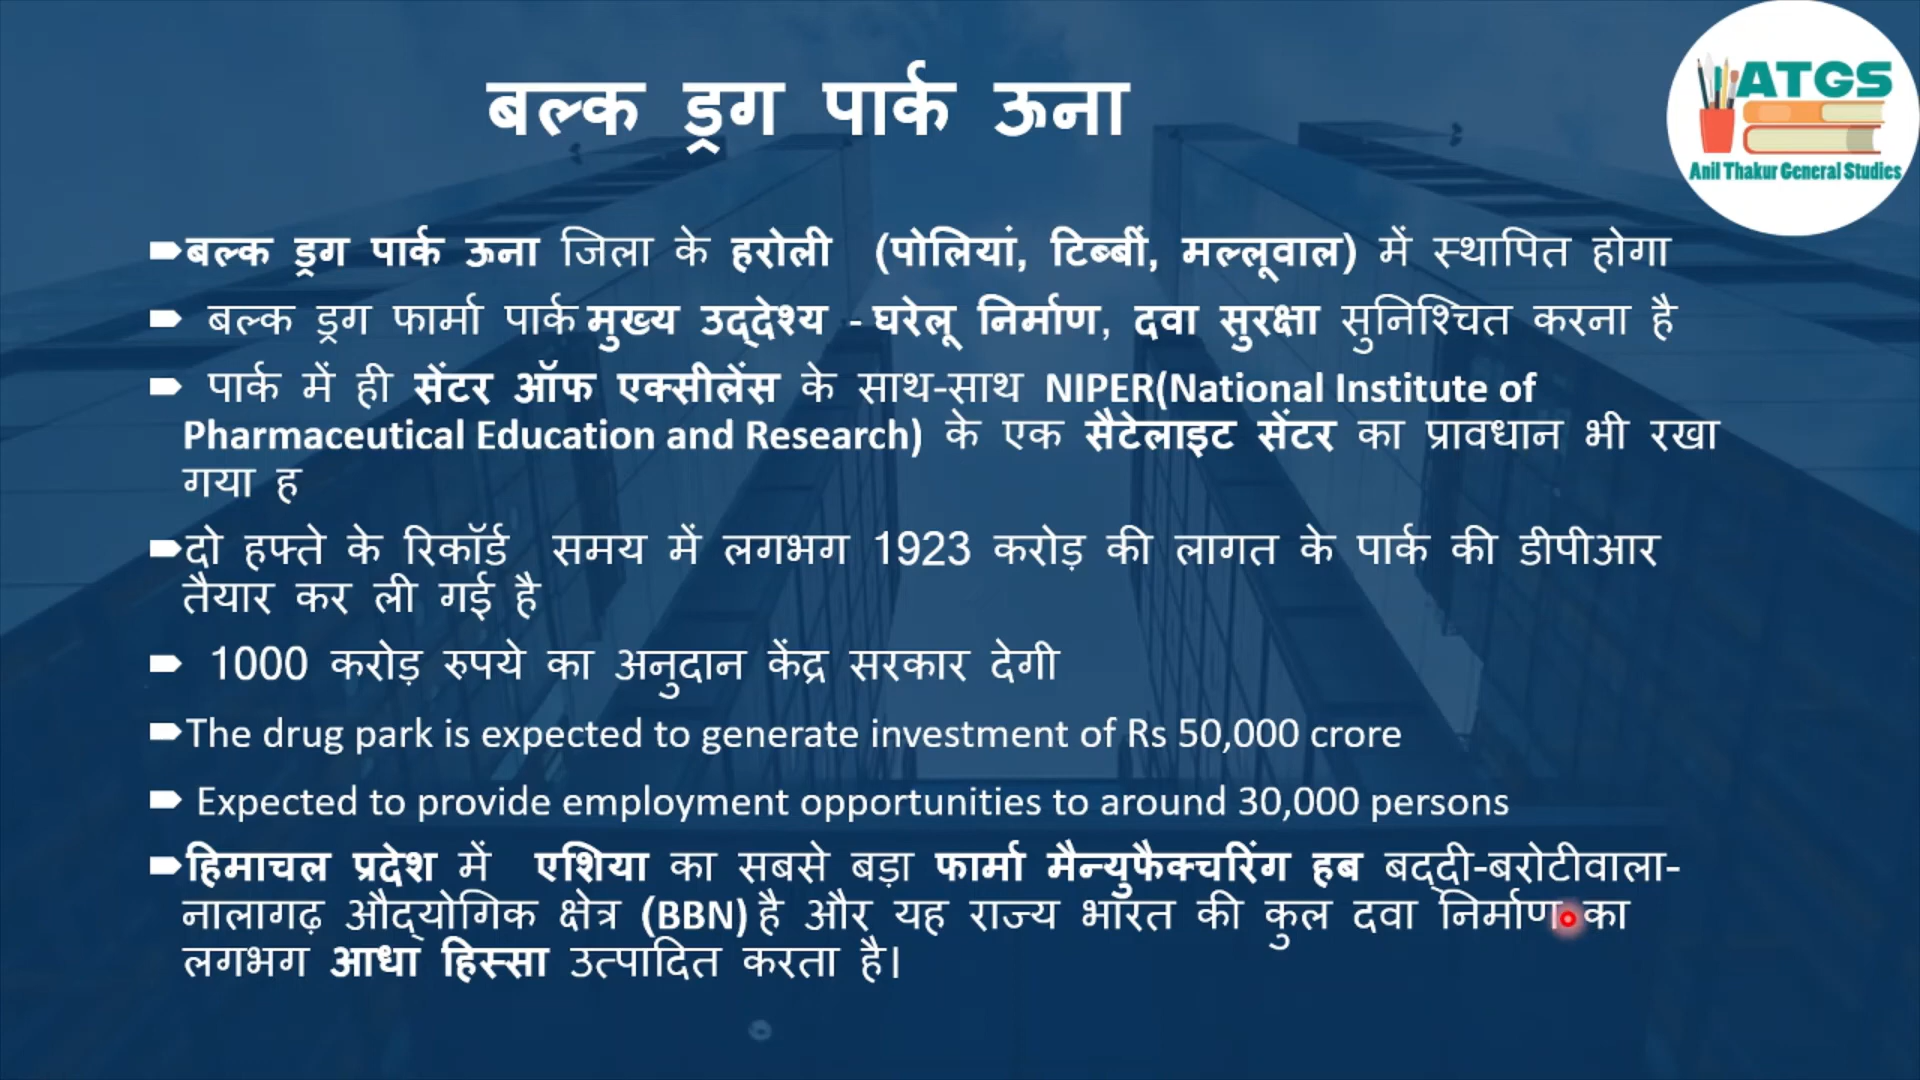 बल्क ड्रग पार्क ऊना
ATGS
Anil Thakur General Studies
बल्क ड्रग पार्क ऊना जिला के हरोली (पोलियां, टिब्बीं, मल्लूवाल) में स्थापित होगा
बल्क ड्रग फार्मा पार्क मुख्य उद्देश्य - घरेलू निर्माण, दवा सुरक्षा सुनिश्चित करना है
पार्क में ही सेंटर ऑफ एक्सीलेंस के साथ-साथ NIPER(National Institute of
Pharmaceutical Education and Research) के एक सैटेलाइट सेंटर का प्रावधान भी रखा
गया ह
दो हफ्ते के रिकॉर्ड समय में लगभग 1923 करोड़ की लागत के पार्क की डीपीआर
तैयार कर ली गई है
1000 करोड़ रुपये का अनुदान केंद्र सरकार देगी
The drug park is expected to generate investment of Rs 50,000 crore
Expected to provide employment opportunities to around 30,000 persons
हिमाचल प्रदेश में एशिया का सबसे बड़ा फार्मा मैन्युफैक्चरिंग हब बद्दी-बरोटीवाला-
नालागढ़ औद्योगिक क्षेत्र (BBN) है और यह राज्य भारत की कुल दवा निर्माण का
लगभग आधा हिस्सा उत्पादित करता है।